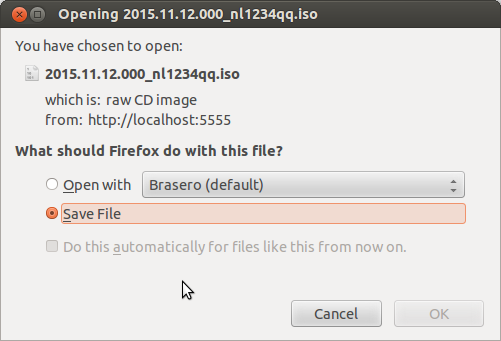 Opening 2015.11.12.000_nl1234qq.iso
You have chosen to open:
2015.11.12.000_nl1234qq.iso
which is: raw CD image
from: http://localhost:5555
What should Firefox do with this file?
Open with Brasero (default)
Save File
Do this automatically for files like this from now on.
Cancel OK